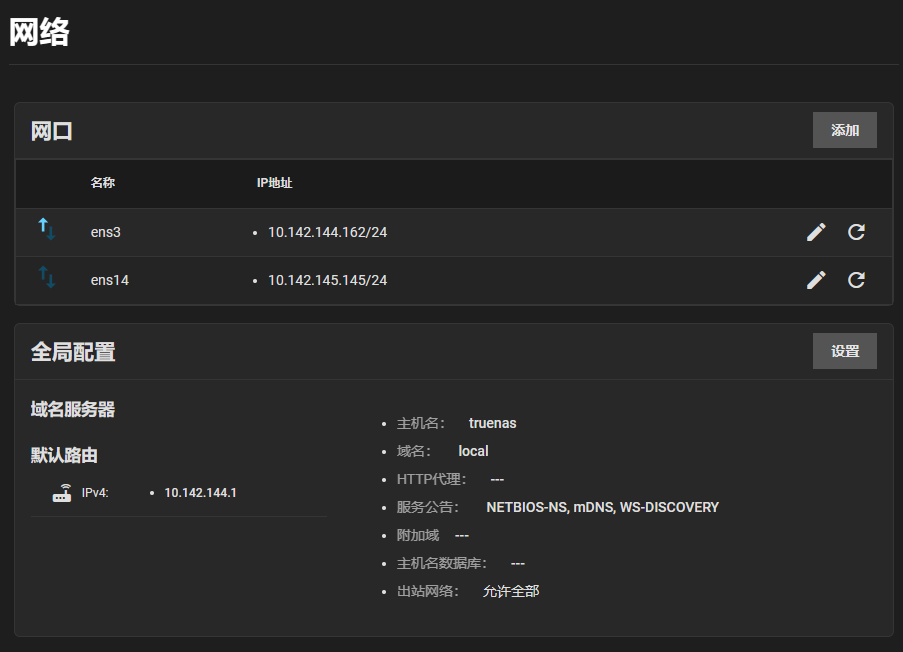 网络
网口
添加
名称 IP地址
ens3 • 10.142.144.162/24
ens14 • 10.142.145.145/24
全局配置
设置
域名服务器
默认路由
IPv4: • 10.142.144.1
• 主机名: truenas
• 域名: local
• HTTP代理: ---
• 服务公告: NETBIOS-NS, mDNS, WS-DISCOVERY
• 附加域 ---
• 主机名数据库: ---
• 出站网络: 允许全部